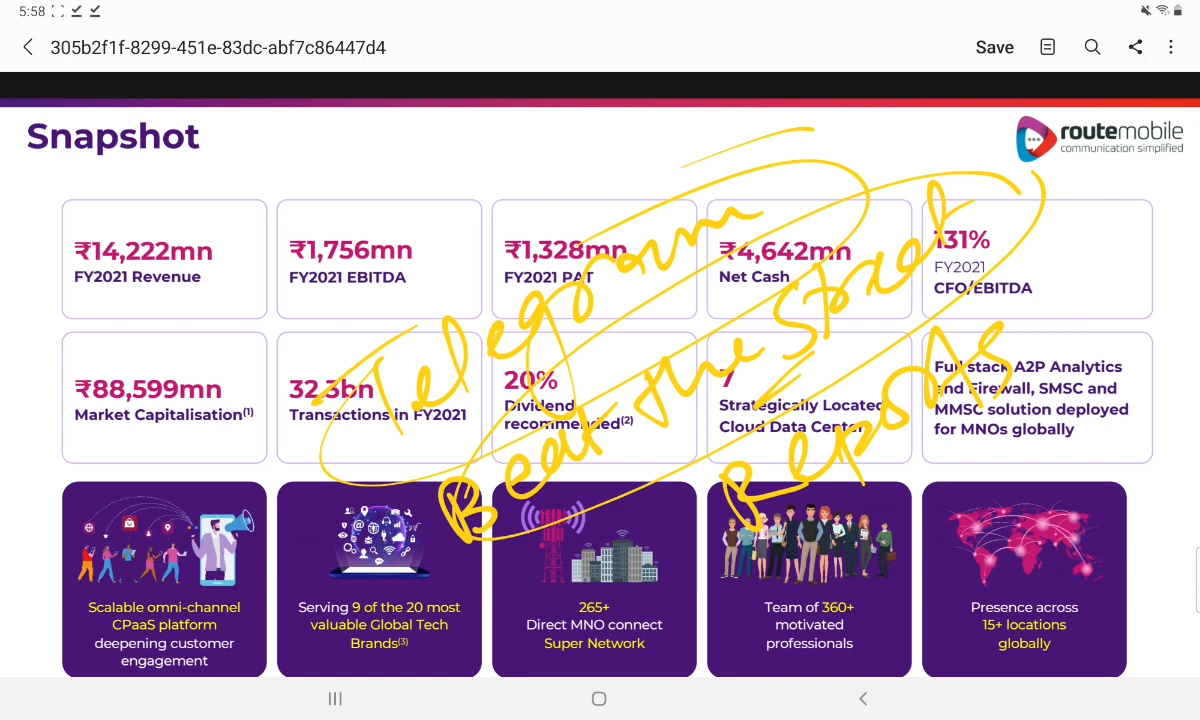 5:58
305b2f1f-8299-451e-83dc-abf7c86447d4
Save
Snapshot
routemobile
communication simplified
₹14,222mn
FY2021 Revenue
₹1,756mn
FY2021 EBITDA
₹1,328mn
FY2021 PAT
₹4,642mn
Net Cash
131%
FY2021
CFO/EBITDA
₹88,599mn
Market Capitalisation(1)
32.3bn
Transactions in FY2021
20%
Dividend
recommended(2)
7
Strategically Located
Cloud Data Center
Full stack A2P Analytics
and Firewall, SMSC and
MMSC solution deployed
for MNOs globally
Telegram
Beat the Street
Reports
Scalable omni-channel
CPaaS platform
deepening customer
engagement
Serving 9 of the 20 most
valuable Global Tech
Brands(3)
265+
Direct MNO connect
Super Network
Team of 360+
motivated
professionals
Presence across
15+ locations
globally